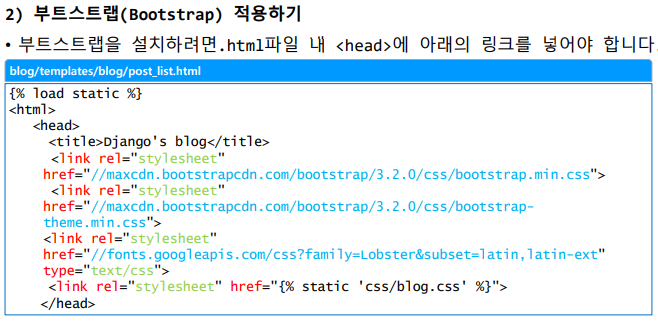 2) 부트스트랩(Bootstrap) 적용하기
• 부트스트랩을 설치하려면.html파일 내 <head>에 아래의 링크를 넣어야 합니다.
blog/templates/blog/post_list.html
{% load static %}
<html>
<head>
<title>Django's blog</title>
<link rel="stylesheet"
href="//maxcdn.bootstrapcdn.com/bootstrap/3.2.0/css/bootstrap.min.css">
<link rel="stylesheet"
href="//maxcdn.bootstrapcdn.com/bootstrap/3.2.0/css/bootstrap-
theme.min.css">
<link rel="stylesheet"
href="//fonts.googleapis.com/css?family=Lobster&subset=latin,latin-ext"
type="text/css">
<link rel="stylesheet" href="{% static 'css/blog.css' %}">
</head>